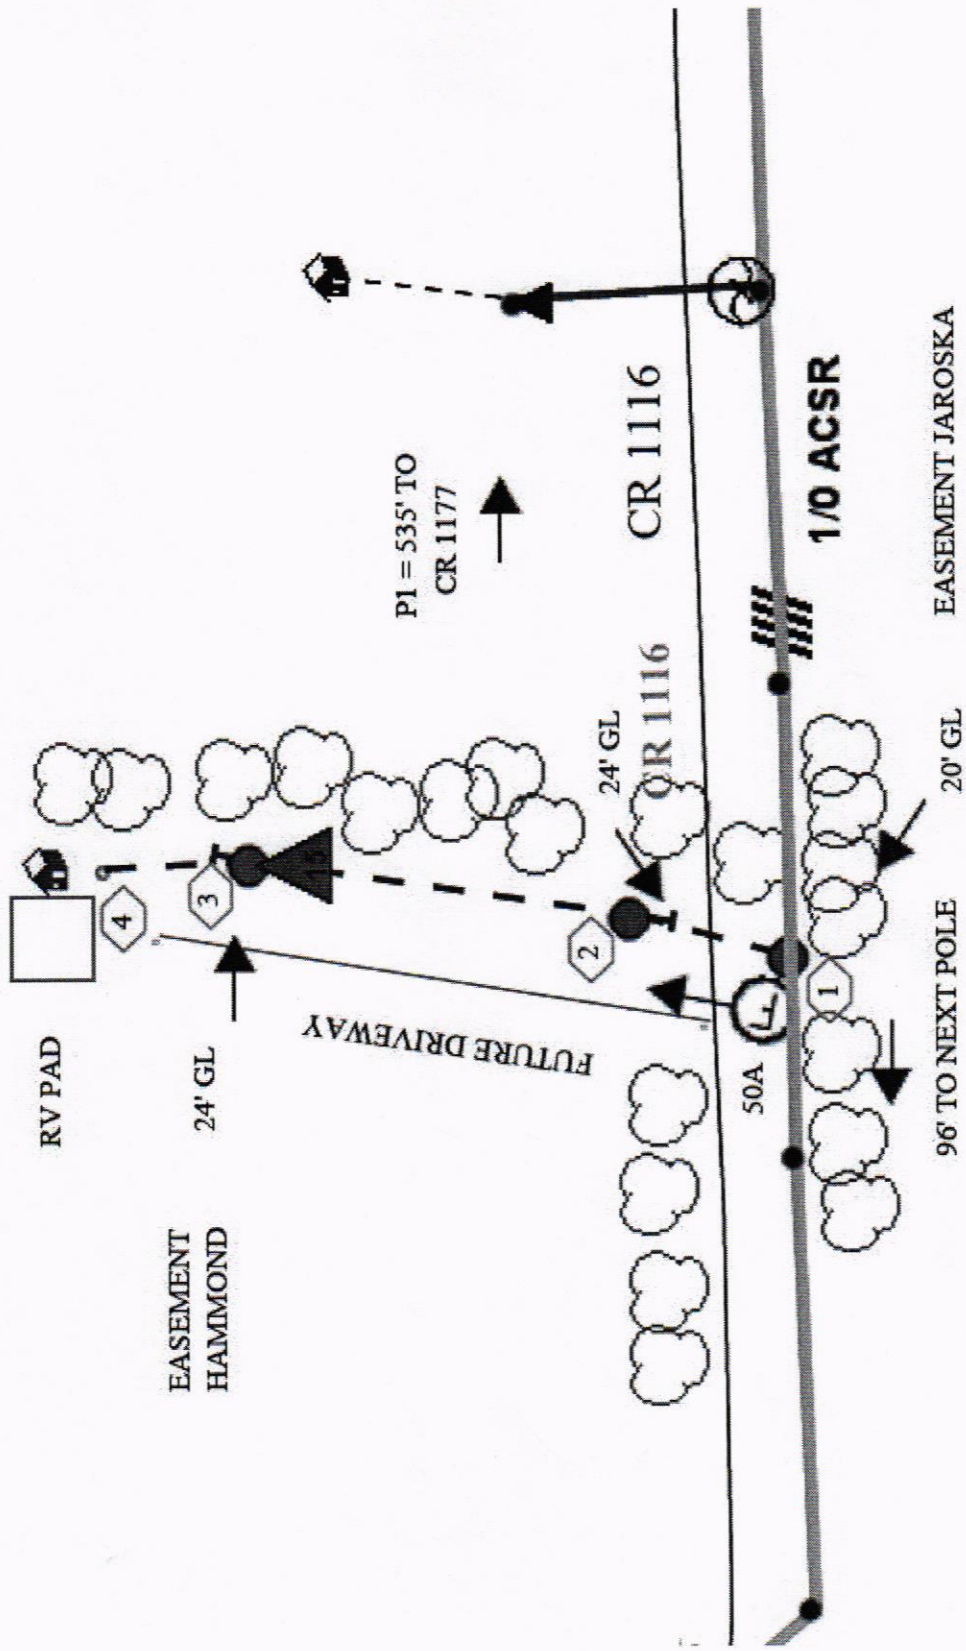 RV PAD
4
3
24' GL
EASEMENT
HAMMOND
15
FUTURE DRIVEWAY
P1 = 535' TO
CR 1177
2
24' GL
CR 1116
CR 1116
50A
1
1/0 ACSR
96' TO NEXT POLE
20' GL
EASEMENT JAROSKA